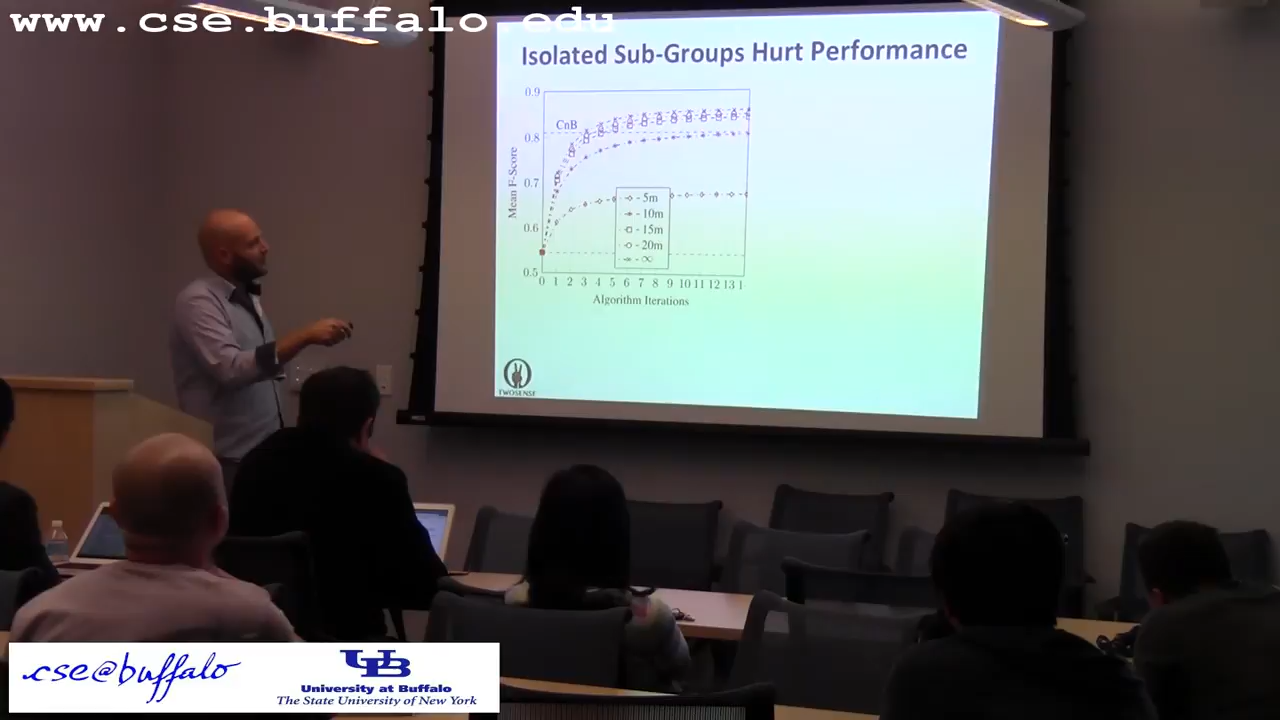 www.cse.buffalo.edu
Isolated Sub-Groups Hurt Performance
0.9
0.8
0.7
0.6
0.5
Mean F-Score
CnB
- 5m
- 10m
- 15m
- 20m
- ∞
0 1 2 3 4 5 6 7 8 9 10 11 12 13 1
Algorithm Iterations
TWOSENSE
cse@buffalo
UB
University at Buffalo
The State University of New York